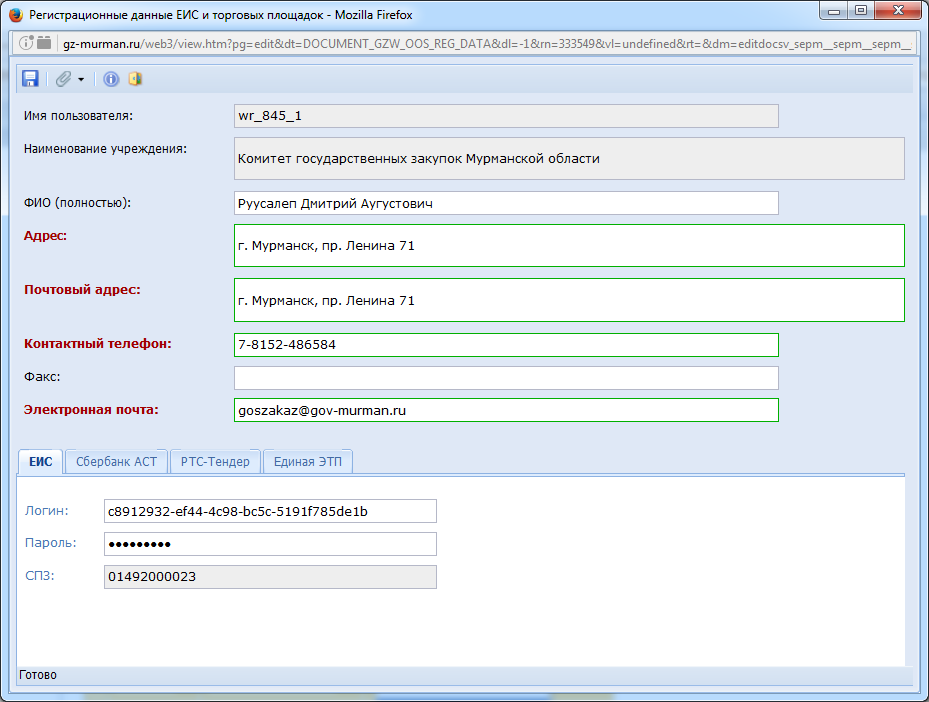 Регистрационные данные ЕИС и торговых площадок - Mozilla Firefox
gz-murman.ru/web3/view.htm?pg=edit&dt=DOCUMENT_GZW_OOS_REG_DATA&dl=-1&rn=333549&vl=undefined&rt=&dm=editdocsv_sepm__sepm__sepm__
Имя пользователя: wr_845_1
Наименование учреждения: Комитет государственных закупок Мурманской области
ФИО (полностью): Руусалеп Дмитрий Аугустович
Адрес: г. Мурманск, пр. Ленина 71
Почтовый адрес: г. Мурманск, пр. Ленина 71
Контактный телефон: 7-8152-486584
Факс:
Электронная почта: goszakaz@gov-murman.ru
ЕИС Сбербанк АСТ РТС-Тендер Единая ЭТП
Логин: c8912932-ef44-4c98-bc5c-5191f785de1b
Пароль: •••••••••
СПЗ: 01492000023
Готово